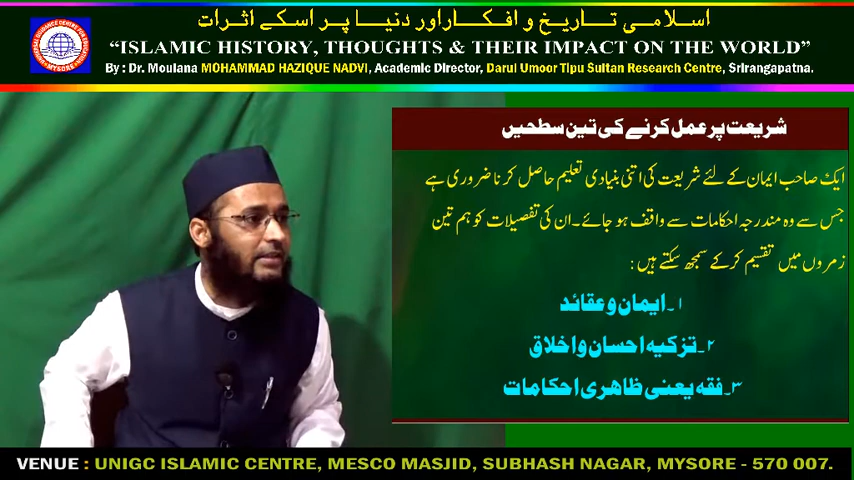 اسلامی تاریخ و افکار اور دنیا پر اسکے اثرات
“ISLAMIC HISTORY, THOUGHTS & THEIR IMPACT ON THE WORLD”
By : Dr. Moulana MOHAMMAD HAZIQUE NADVI, Academic Director, Darul Umoor Tipu Sultan Research Centre, Srirangapatna.
MYSORE
شریعت پر عمل کرنے کی تین سطحیں
ایک صاحب ایمان کے لئے شریعت کی اتنی بنیادی تعلیم حاصل کرنا ضروری ہے
جس سے وہ مندرجہ احکامات سے واقف ہو جائے۔ ان کی تفصیلات کو ہم تین
زمروں میں تقسیم کرکے سمجھ سکتے ہیں :
۱۔ ایمان و عقائد
۲۔ تزکیہ احسان و اخلاق
۳۔ فقہ یعنی ظاہری احکامات
VENUE : UNIGC ISLAMIC CENTRE, MESCO MASJID, SUBHASH NAGAR, MYSORE - 570 007.